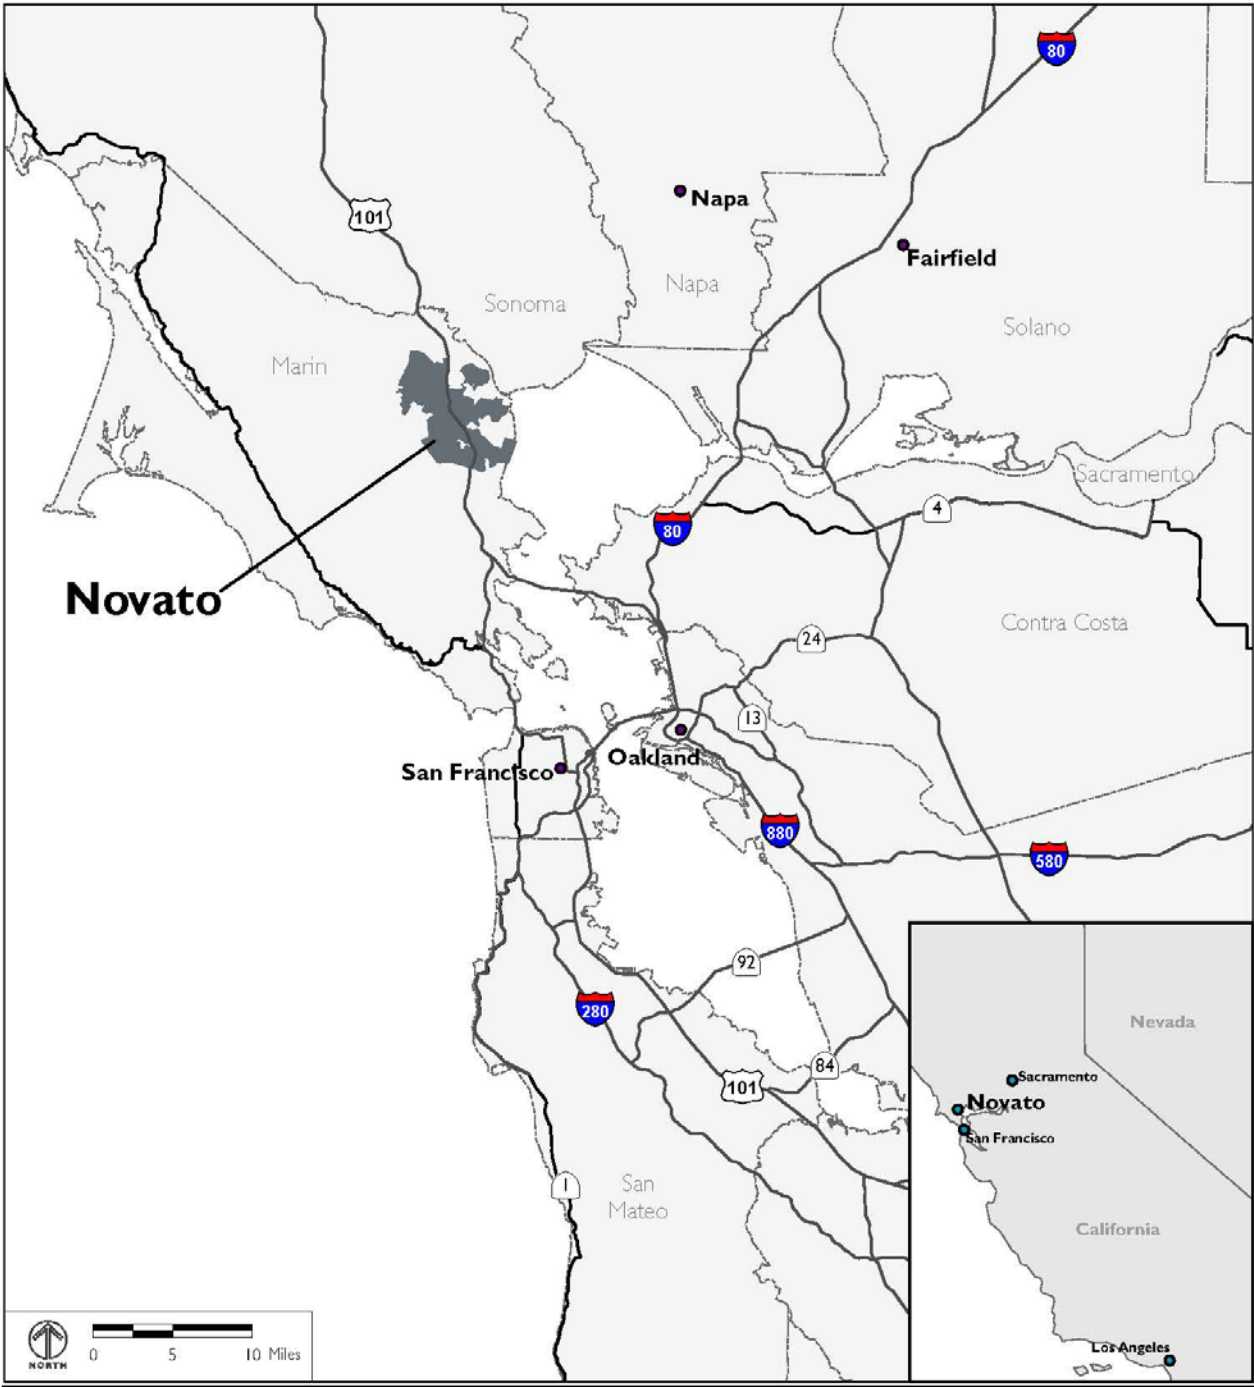 80
Napa
101
Fairfield
Napa
Sonoma
Solano
Marin
Sacramento
4
80
Novato
Contra Costa
24
13
Oakland
San Francisco
880
580
92
280
Nevada
84
Sacramento
101
Novato
San Francisco
1
San
Mateo
California
NORTH
0 5 10 Miles
Los Angeles